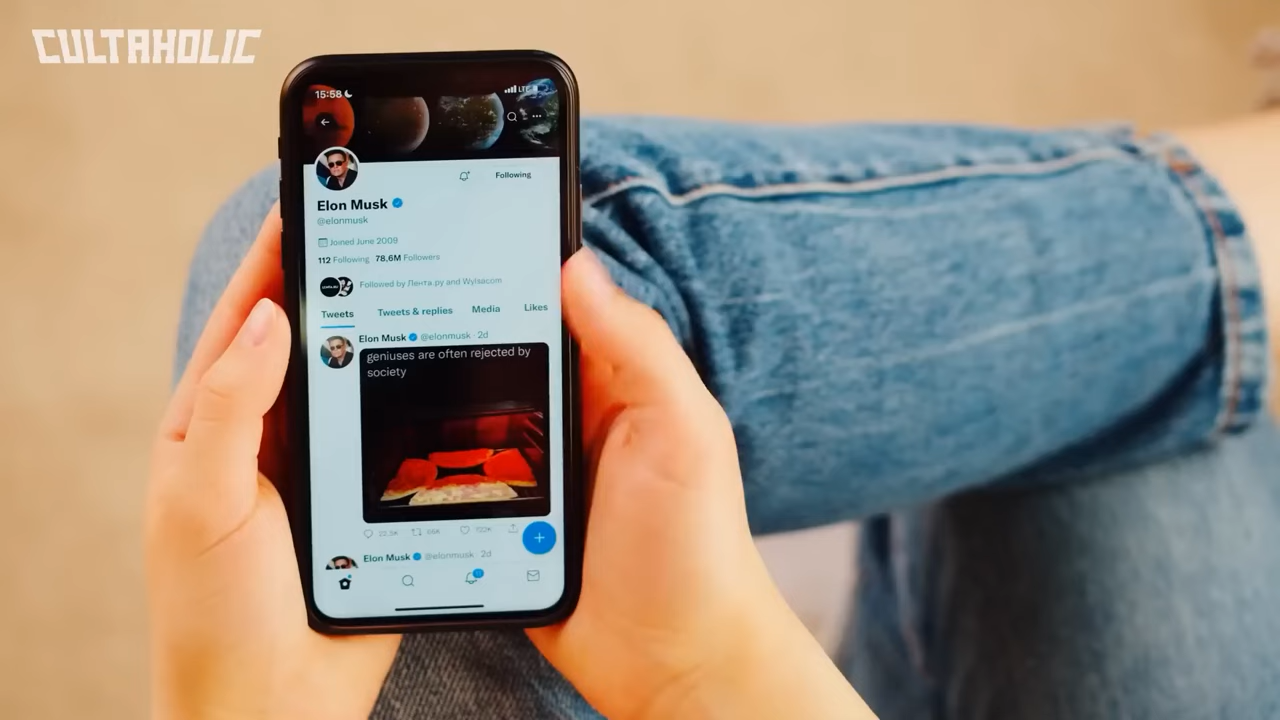 CULTAHOLIC
15:58
LTE
Following
Elon Musk
@elonmusk
Joined June 2009
112 Following 78,6M Followers
Followed by Лента.ру and Wylsacom
Tweets Tweets & replies Media Likes
Elon Musk @elonmusk · 2d
geniuses are often rejected by
society
Elon Musk @elonmusk · 2d